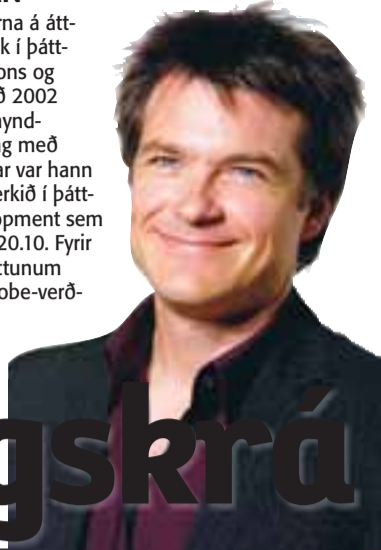 rna á átt-
k í þátt-
ons og
ð 2002
mynd-
g með
ar var hann
erkið í þátt-
opment sem
20.10. Fyrir
ttunum
obe-verð-
gskrá